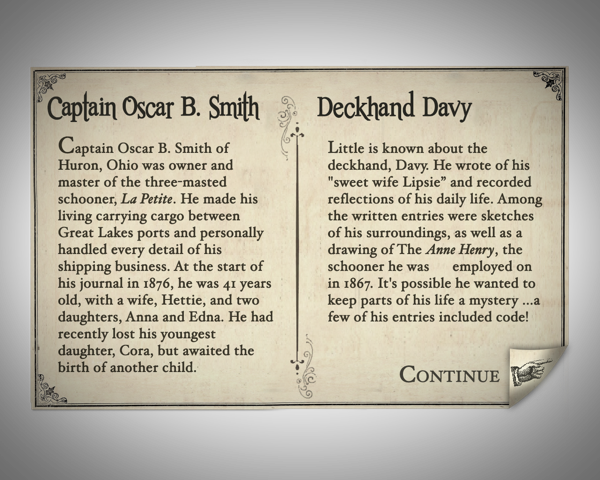 Captain Oscar B. Smith
Captain Oscar B. Smith of
Huron, Ohio was owner and
master of the three-masted
schooner, La Petite. He made his
living carrying cargo between
Great Lakes ports and personally
handled every detail of his
shipping business. At the start of
his journal in 1876, he was 41 years
old, with a wife, Hettie, and two
daughters, Anna and Edna. He had
recently lost his youngest
daughter, Cora, but awaited the
birth of another child.
Deckhand Davy
Little is known about the
deckhand, Davy. He wrote of his
"sweet wife Lipsie” and recorded
reflections of his daily life. Among
the written entries were sketches
of his surroundings, as well as a
drawing of The Anne Henry, the
schooner he was employed on
in 1867. It's possible he wanted to
keep parts of his life a mystery ...a
few of his entries included code!
Continue